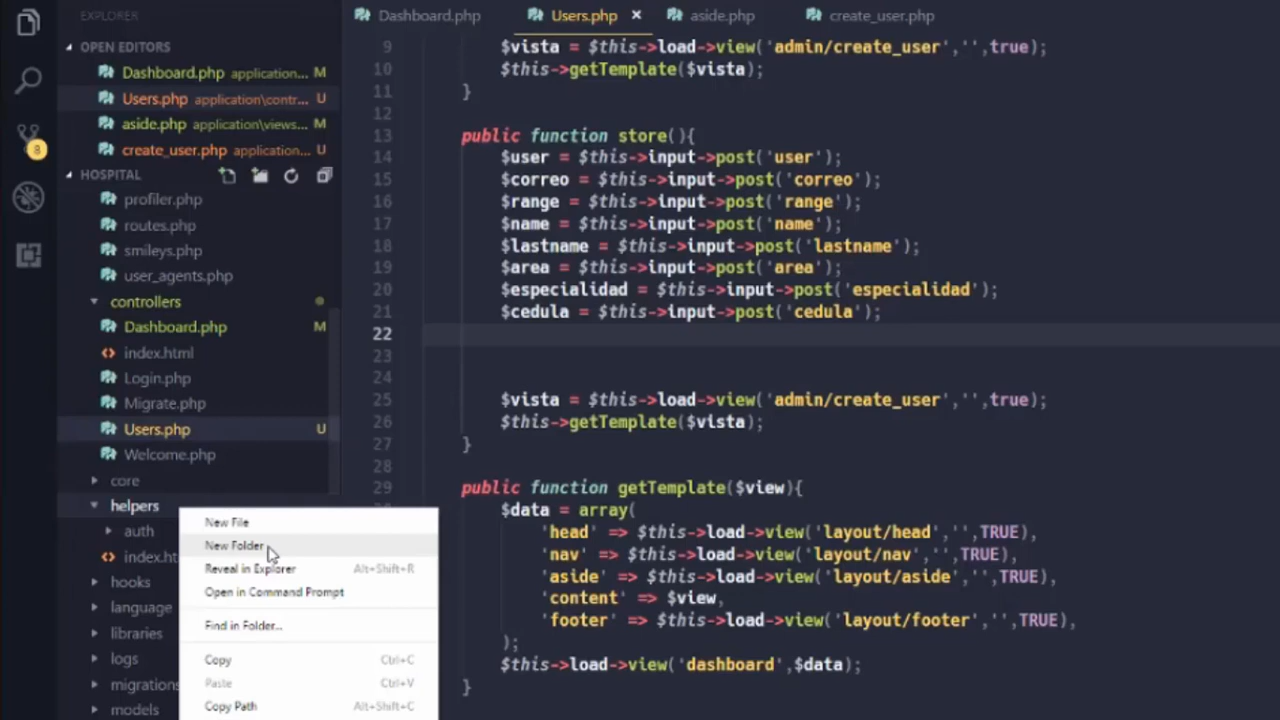 EXPLORER
OPEN EDITORS
Dashboard.php application... M
Users.php application\contr... U
aside.php application\views... M
create_user.php application... U
8
HOSPITAL
profiler.php
routes.php
smileys.php
user_agents.php
controllers
Dashboard.php M
index.html
Login.php
Migrate.php
Users.php U
Welcome.php
core
helpers
auth
index.ht
hooks
language
libraries
logs
migrations
models
New File
New Folder
Reveal in Explorer Alt+Shift+R
Open in Command Prompt
Find in Folder...
Copy Ctrl+C
Paste Ctrl+V
Copy Path Alt+Shift+C
Dashboard.php Users.php × aside.php create_user.php
9 $vista = $this->load->view('admin/create_user','',true);
10 $this->getTemplate($vista);
11 }
12
13 public function store(){
14 $user = $this->input->post('user');
15 $correo = $this->input->post('correo');
16 $range = $this->input->post('range');
17 $name = $this->input->post('name');
18 $lastname = $this->input->post('lastname');
19 $area = $this->input->post('area');
20 $especialidad = $this->input->post('especialidad');
21 $cedula = $this->input->post('cedula');
22
23
24
25 $vista = $this->load->view('admin/create_user','',true);
26 $this->getTemplate($vista);
27 }
28
29 public function getTemplate($view){
$data = array(
'head' => $this->load->view('layout/head','',TRUE),
'nav' => $this->load->view('layout/nav','',TRUE),
'aside' => $this->load->view('layout/aside','',TRUE),
'content' => $view,
'footer' => $this->load->view('layout/footer','',TRUE),
);
$this->load->view('dashboard',$data);
}